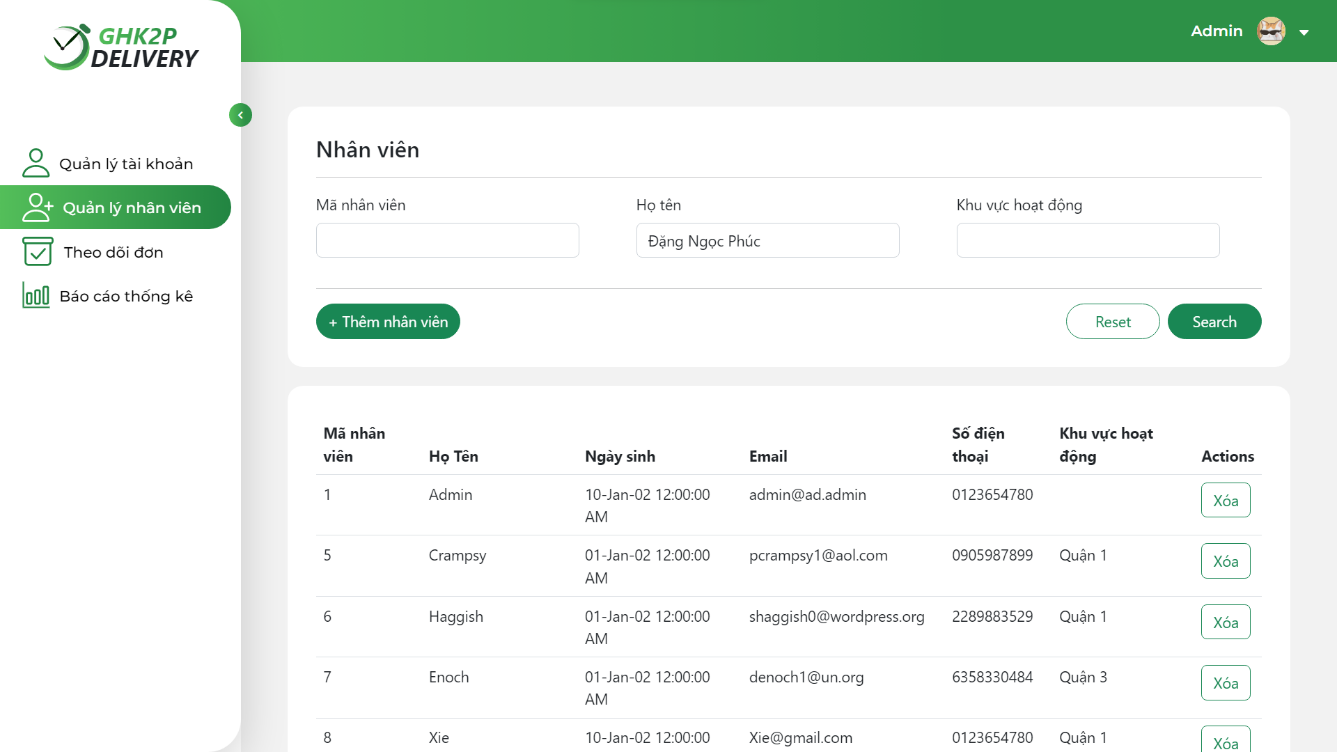 GHK2P
DELIVERY
Admin
Quản lý tài khoản
Quản lý nhân viên
Theo dõi đơn
Báo cáo thống kê
Nhân viên
Mã nhân viên
Họ tên
Khu vực hoạt động
Đặng Ngọc Phúc
+ Thêm nhân viên
Reset
Search
Mã nhân viên
Họ Tên
Ngày sinh
Email
Số điện thoại
Khu vực hoạt động
Actions
1 Admin 10-Jan-02 12:00:00 AM admin@ad.admin 0123654780 Xóa
5 Crampsy 01-Jan-02 12:00:00 AM pcrampsy1@aol.com 0905987899 Quận 1 Xóa
6 Haggish 01-Jan-02 12:00:00 AM shaggish0@wordpress.org 2289883529 Quận 1 Xóa
7 Enoch 01-Jan-02 12:00:00 AM denoch1@un.org 6358330484 Quận 3 Xóa
8 Xie 10-Jan-02 12:00:00 Xie@gmail.com 0123654780 Quận 1 Xóa